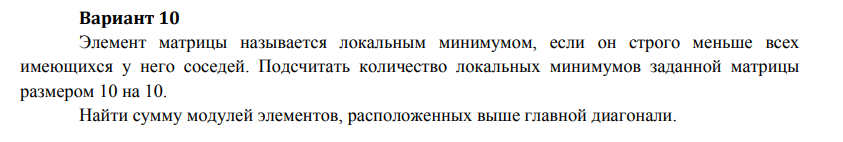 Вариант 10
Элемент матрицы называется локальным минимумом, если он строго меньше всех
имеющихся у него соседей. Подсчитать количество локальных минимумов заданной матрицы
размером 10 на 10.
Найти сумму модулей элементов, расположенных выше главной диагонали.